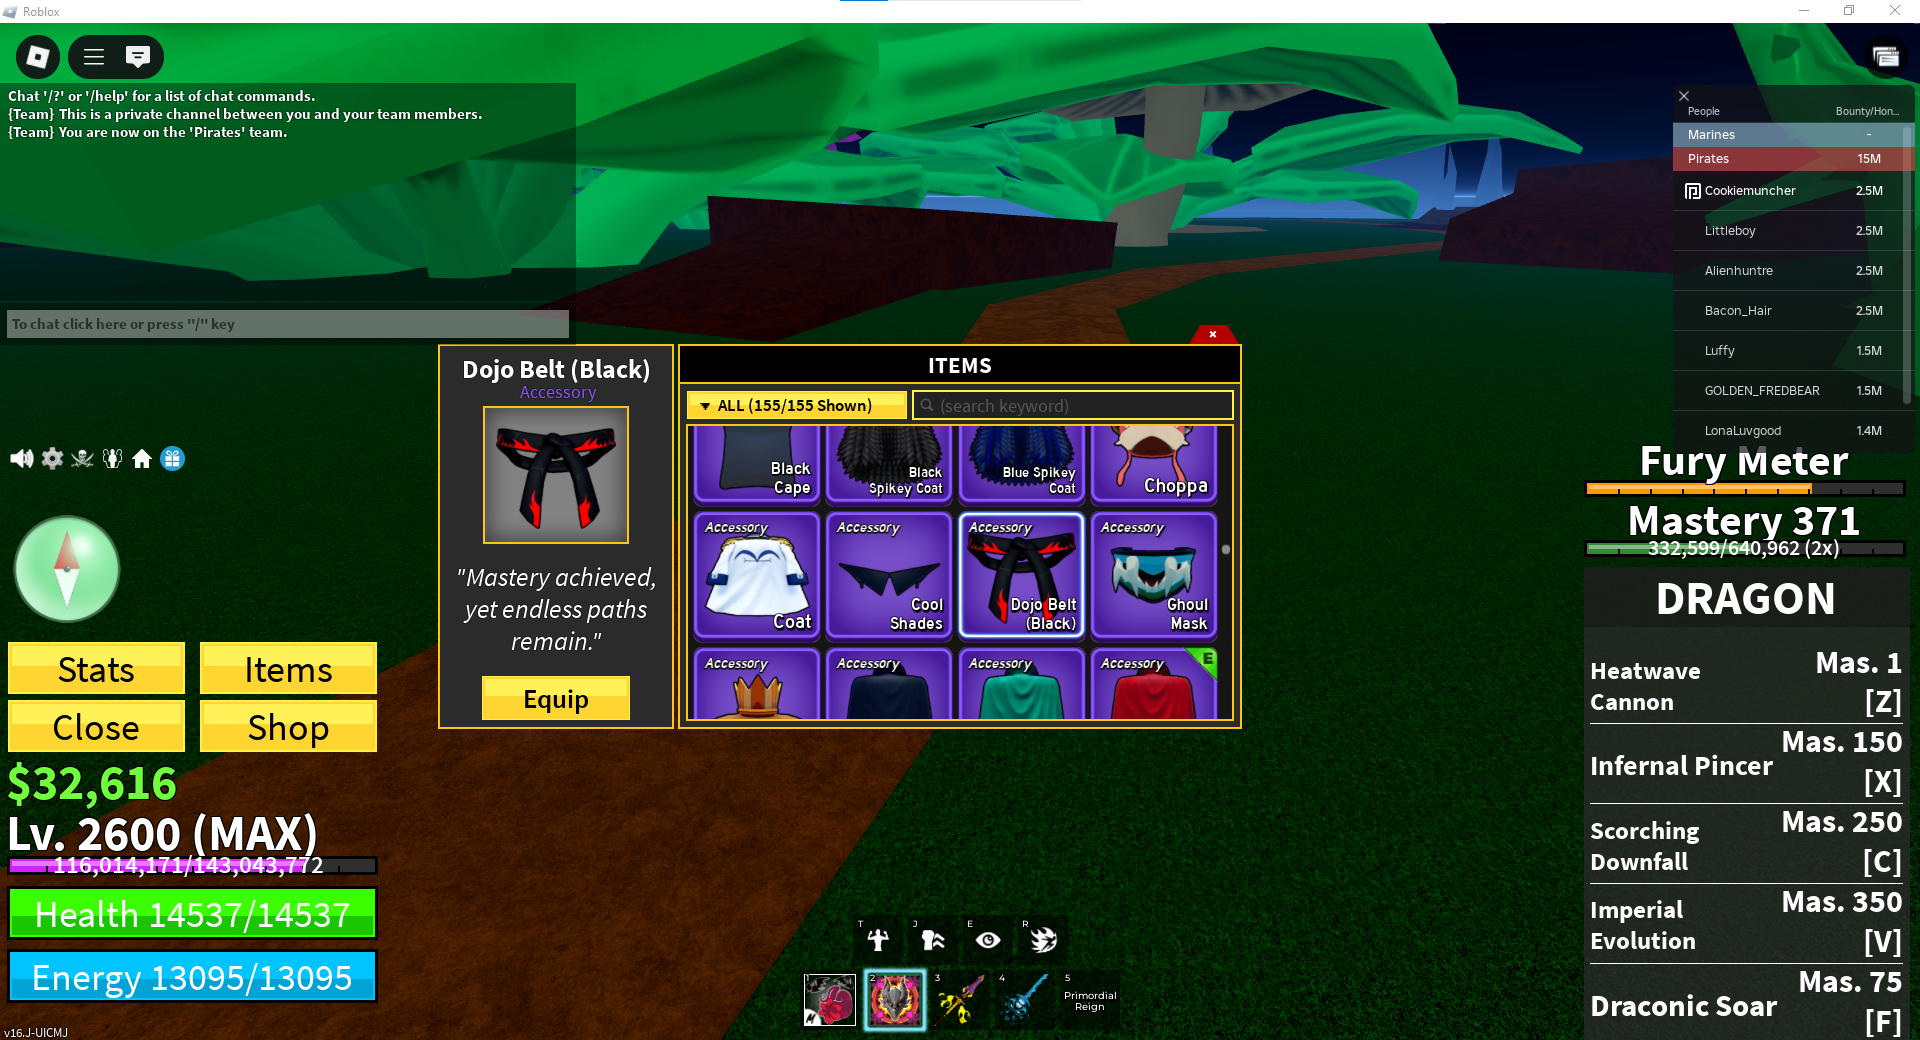 Roblox
Chat '/?' or '/help' for a list of chat commands.
{Team} This is a private channel between you and your team members.
{Team} You are now on the 'Pirates' team.
To chat click here or press "/" key
People Bounty/Hon...
Marines -
Pirates 15M
Cookiemuncher 2.5M
Littleboy 2.5M
Alienhuntre 2.5M
Bacon_Hair 2.5M
Luffy 1.5M
GOLDEN_FREDBEAR 1.5M
LonaLuvgood 1.4M
Dojo Belt (Black)
Accessory
"Mastery achieved,
yet endless paths
remain."
Equip
×
ITEMS
▼ ALL (155/155 Shown)
(search keyword)
Black
Cape
Black
Spikey Coat
Blue Spikey
Coat
Choppa
Accessory
Coat
Accessory
Cool
Shades
Accessory
Dojo Belt
(Black)
Accessory
Ghoul
Mask
Accessory
Accessory
Accessory
Accessory
E
Stats
Items
Close
Shop
$32,616
Lv. 2600 (MAX)
116,014,171/143,043,772
Health 14537/14537
Energy 13095/13095
v16.J-UICMJ
T
J
E
R
1
2
3
4
5
Primordial
Reign
Fury Meter
Mastery 371
332,599/640,962 (2x)
DRAGON
Heatwave
Cannon
Mas. 1
[Z]
Infernal Pincer
Mas. 150
[X]
Scorching
Downfall
Mas. 250
[C]
Imperial
Evolution
Mas. 350
[V]
Draconic Soar
Mas. 75
[F]